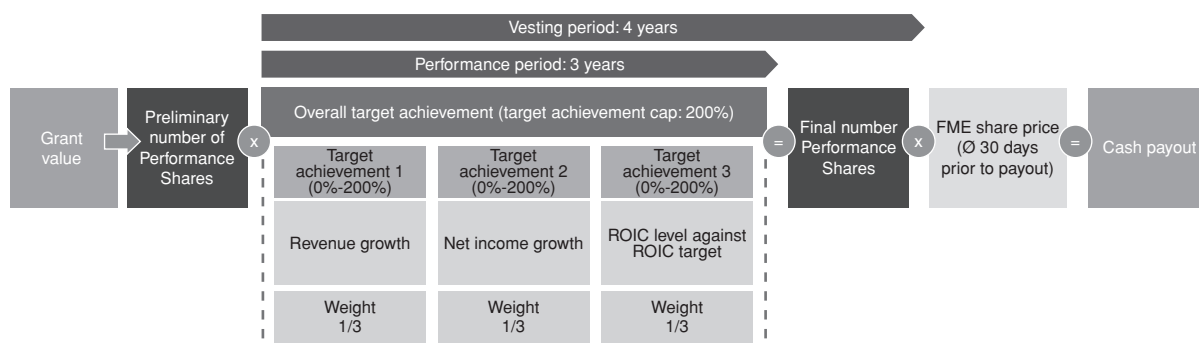 Vesting period: 4 years
Performance period: 3 years
Grant
value
Preliminary
number of
Performance
Shares
x
Overall target achievement (target achievement cap: 200%)
Target
achievement 1
(0%-200%)
Revenue growth
Weight
1/3
Target
achievement 2
(0%-200%)
Net income growth
Weight
1/3
Target
achievement 3
(0%-200%)
ROIC level against
ROIC target
Weight
1/3
=
Final number
Performance
Shares
x
FME share price
(Ø 30 days
prior to payout)
=
Cash payout